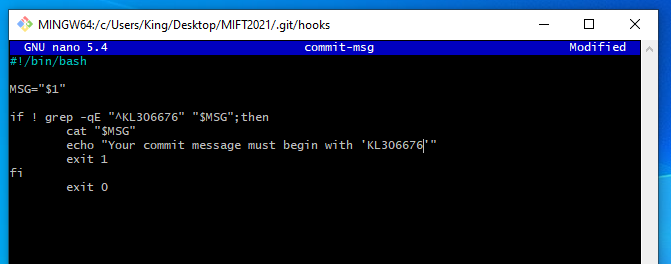 MINGW64:/c/Users/King/Desktop/MIFT2021/.git/hooks
GNU nano 5.4 commit-msg Modified
#!/bin/bash
MSG="$1"
if ! grep -qE "^KL306676" "$MSG";then
cat "$MSG"
echo "Your commit message must begin with 'KL306676'"
exit 1
fi
exit 0